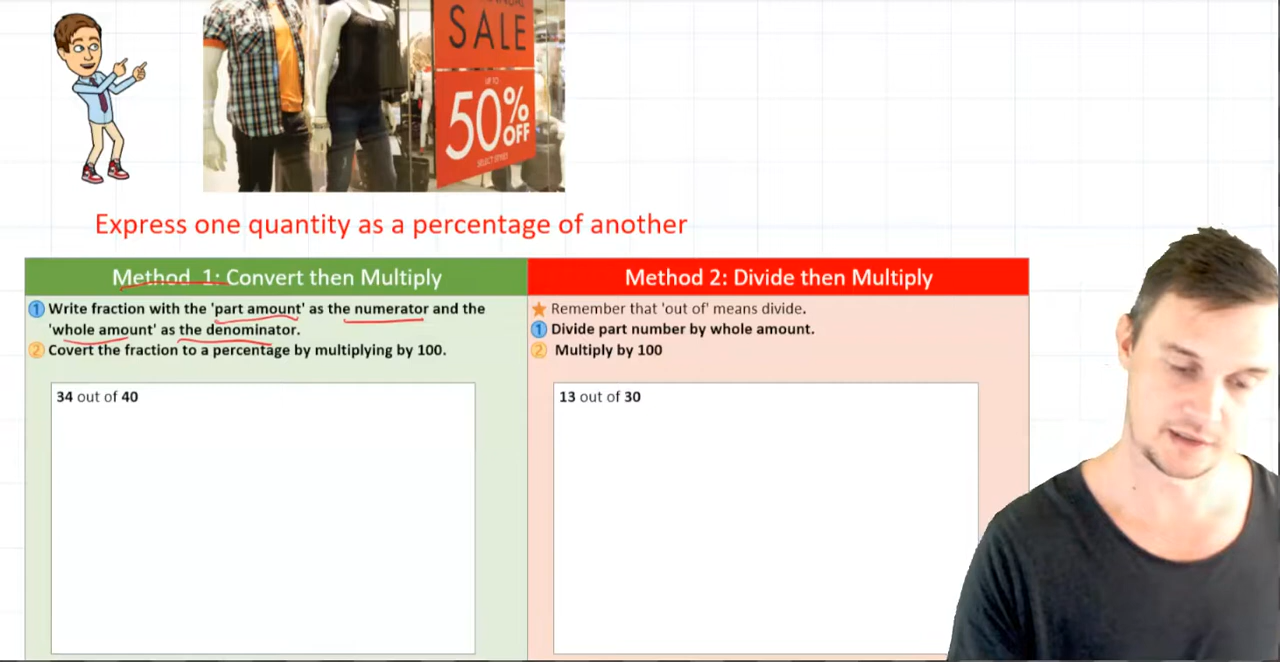 SALE
UP TO
50%
OFF
SELECT STYLES
Express one quantity as a percentage of another
Method 1: Convert then Multiply
1 Write fraction with the 'part amount' as the numerator and the
'whole amount' as the denominator.
2 Covert the fraction to a percentage by multiplying by 100.
34 out of 40
Method 2: Divide then Multiply
Remember that 'out of' means divide.
1 Divide part number by whole amount.
2 Multiply by 100
13 out of 30